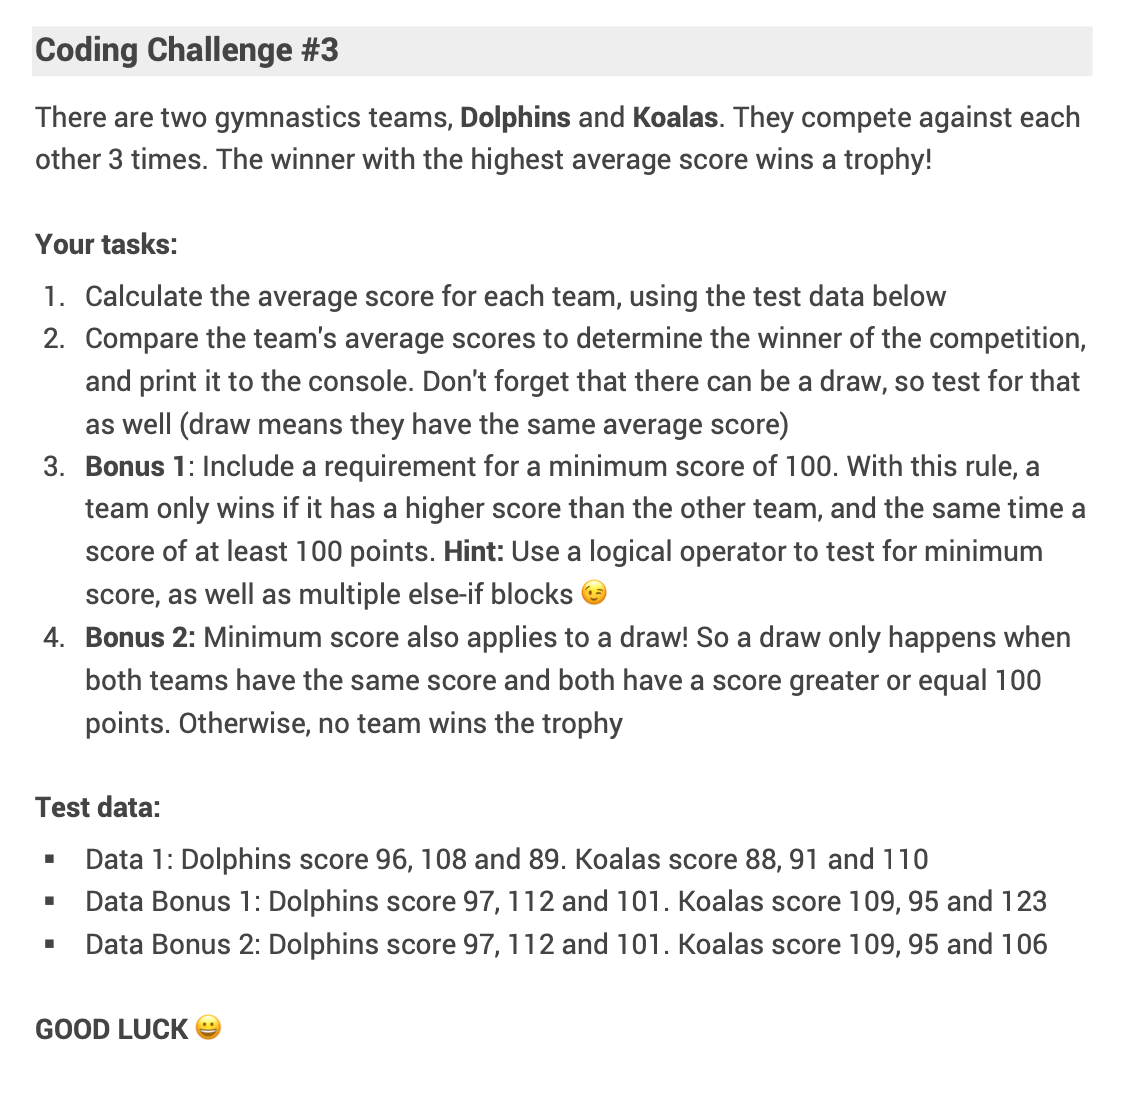 Coding Challenge #3
There are two gymnastics teams, Dolphins and Koalas. They compete against each
other 3 times. The winner with the highest average score wins a trophy!
Your tasks:
1. Calculate the average score for each team, using the test data below
2. Compare the team's average scores to determine the winner of the competition,
and print it to the console. Don't forget that there can be a draw, so test for that
as well (draw means they have the same average score)
3. Bonus 1: Include a requirement for a minimum score of 100. With this rule, a
team only wins if it has a higher score than the other team, and the same time a
score of at least 100 points. Hint: Use a logical operator to test for minimum
score, as well as multiple else-if blocks 😉
4. Bonus 2: Minimum score also applies to a draw! So a draw only happens when
both teams have the same score and both have a score greater or equal 100
points. Otherwise, no team wins the trophy
Test data:
▪ Data 1: Dolphins score 96, 108 and 89. Koalas score 88, 91 and 110
▪ Data Bonus 1: Dolphins score 97, 112 and 101. Koalas score 109, 95 and 123
▪ Data Bonus 2: Dolphins score 97, 112 and 101. Koalas score 109, 95 and 106
GOOD LUCK 😀